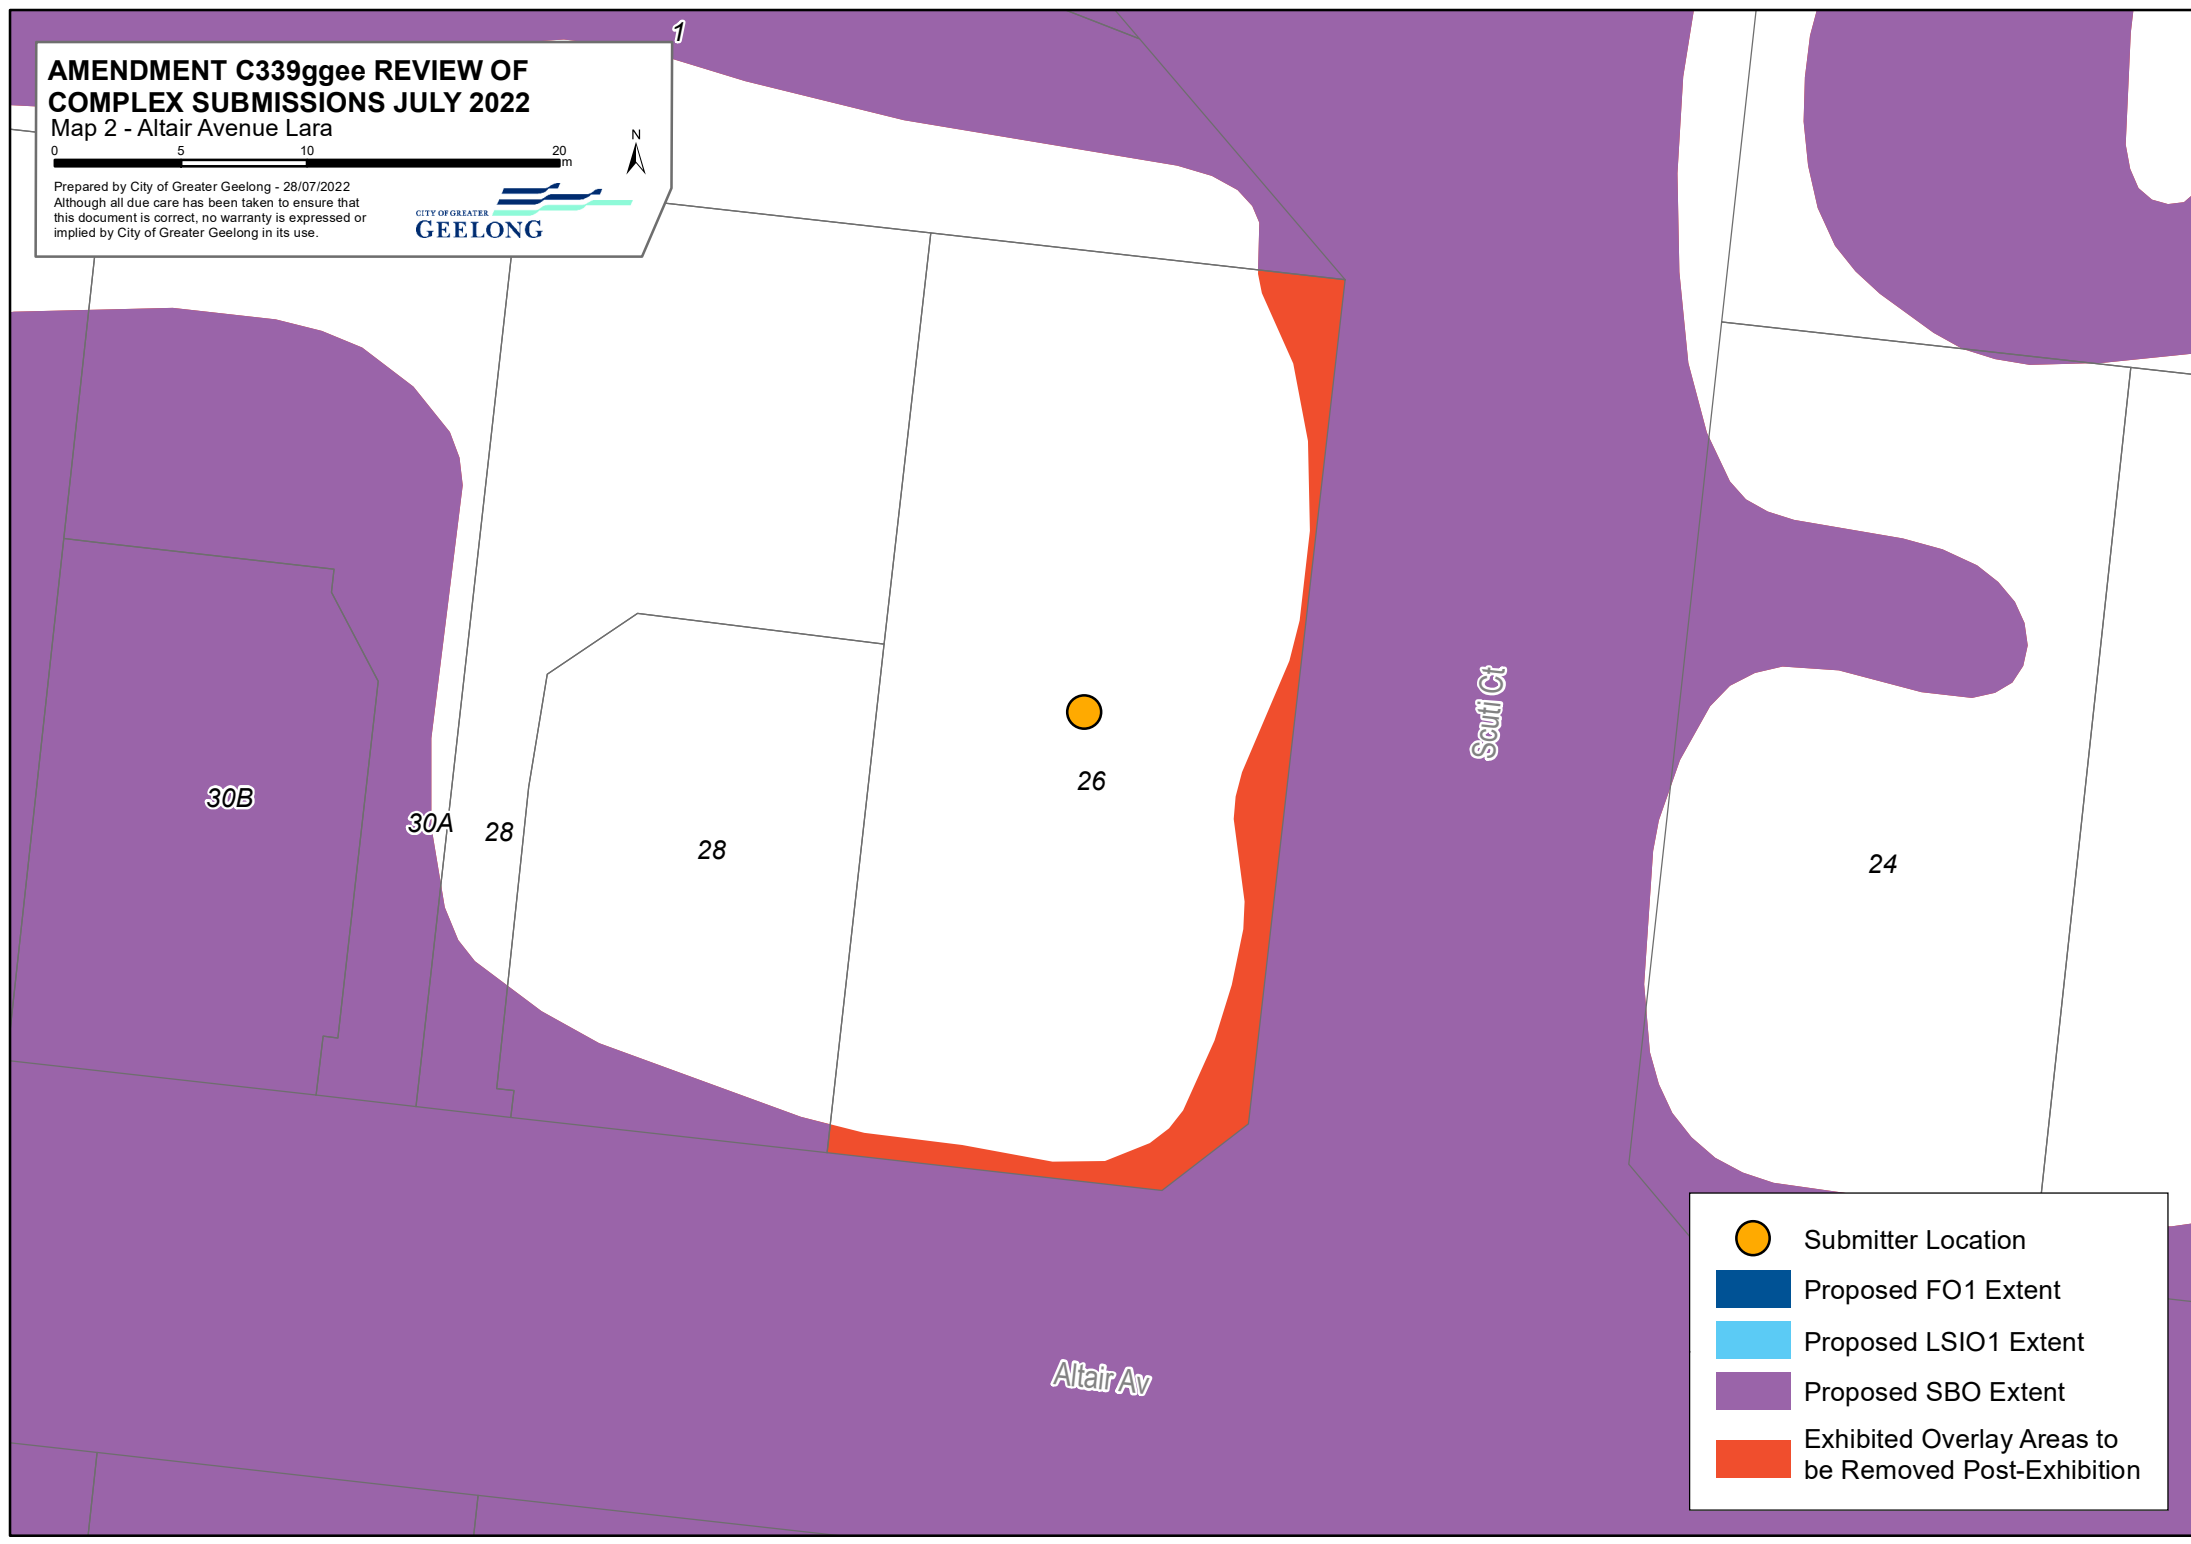 1
AMENDMENT C339ggee REVIEW OF
COMPLEX SUBMISSIONS JULY 2022
Map 2 - Altair Avenue Lara
0 5 10 20
m
N
Prepared by City of Greater Geelong - 28/07/2022
Although all due care has been taken to ensure that
this document is correct, no warranty is expressed or
implied by City of Greater Geelong in its use.
CITY OF GREATER
GEELONG
Scuti Ct
26
30B
30A
28
28
24
Altair Av
Submitter Location
Proposed FO1 Extent
Proposed LSIO1 Extent
Proposed SBO Extent
Exhibited Overlay Areas to
be Removed Post-Exhibition